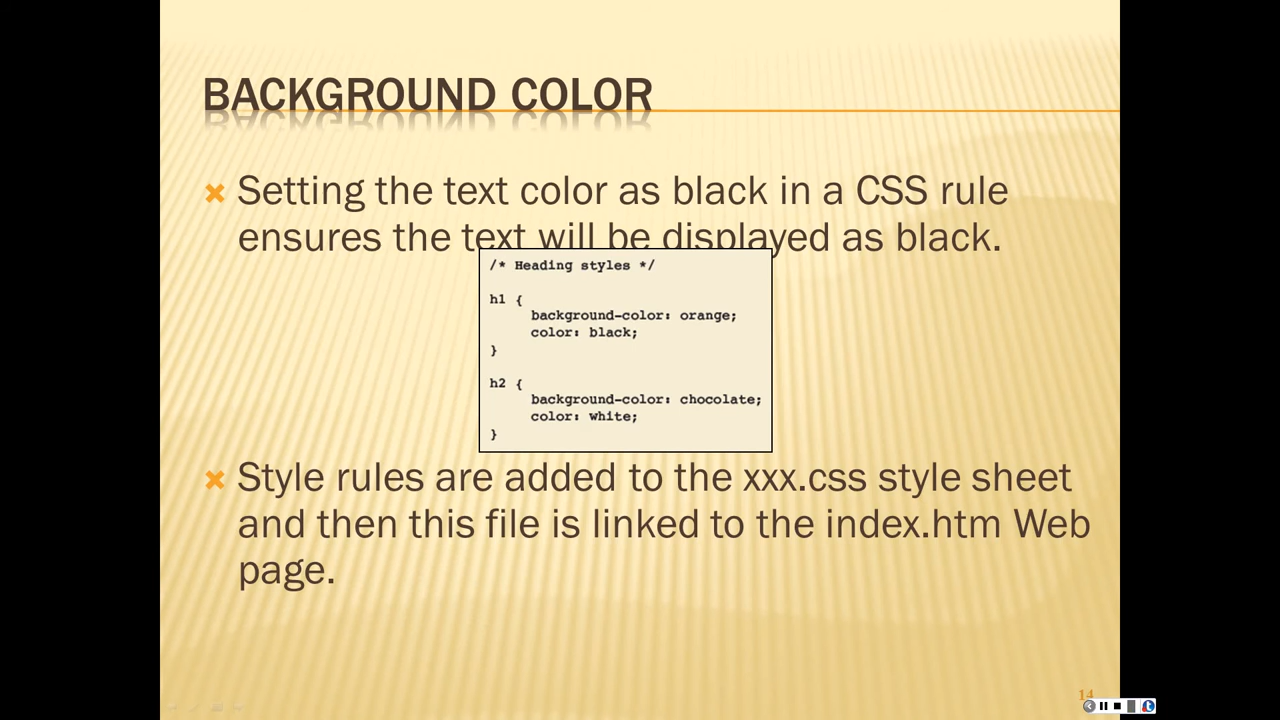 BACKGROUND COLOR
Setting the text color as black in a CSS rule
ensures the text will be displayed as black.
/* Heading styles */
h1 {
background-color: orange;
color: black;
}
h2 {
background-color: chocolate;
color: white;
}
Style rules are added to the xxx.css style sheet
and then this file is linked to the index.htm Web
page.
14